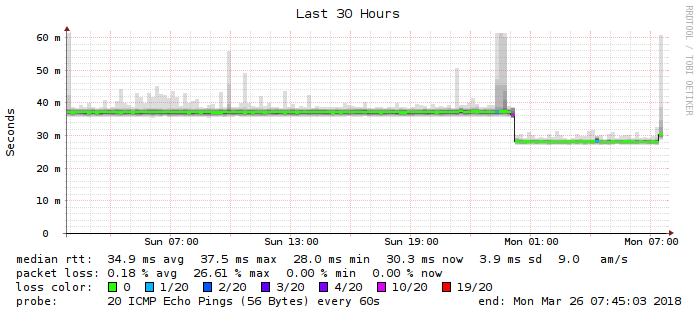 Last 30 Hours
RRDTOOL / TOBI OETIKER
Seconds
60 m
50 m
40 m
30 m
20 m
10 m
0
Sun 07:00 Sun 13:00 Sun 19:00 Mon 01:00 Mon 07:00
median rtt: 34.9 ms avg 37.5 ms max 28.0 ms min 30.3 ms now 3.9 ms sd 9.0 am/s
packet loss: 0.18 % avg 26.61 % max 0.00 % min 0.00 % now
loss color: 0 1/20 2/20 3/20 4/20 10/20 19/20
probe: 20 ICMP Echo Pings (56 Bytes) every 60s end: Mon Mar 26 07:45:03 2018